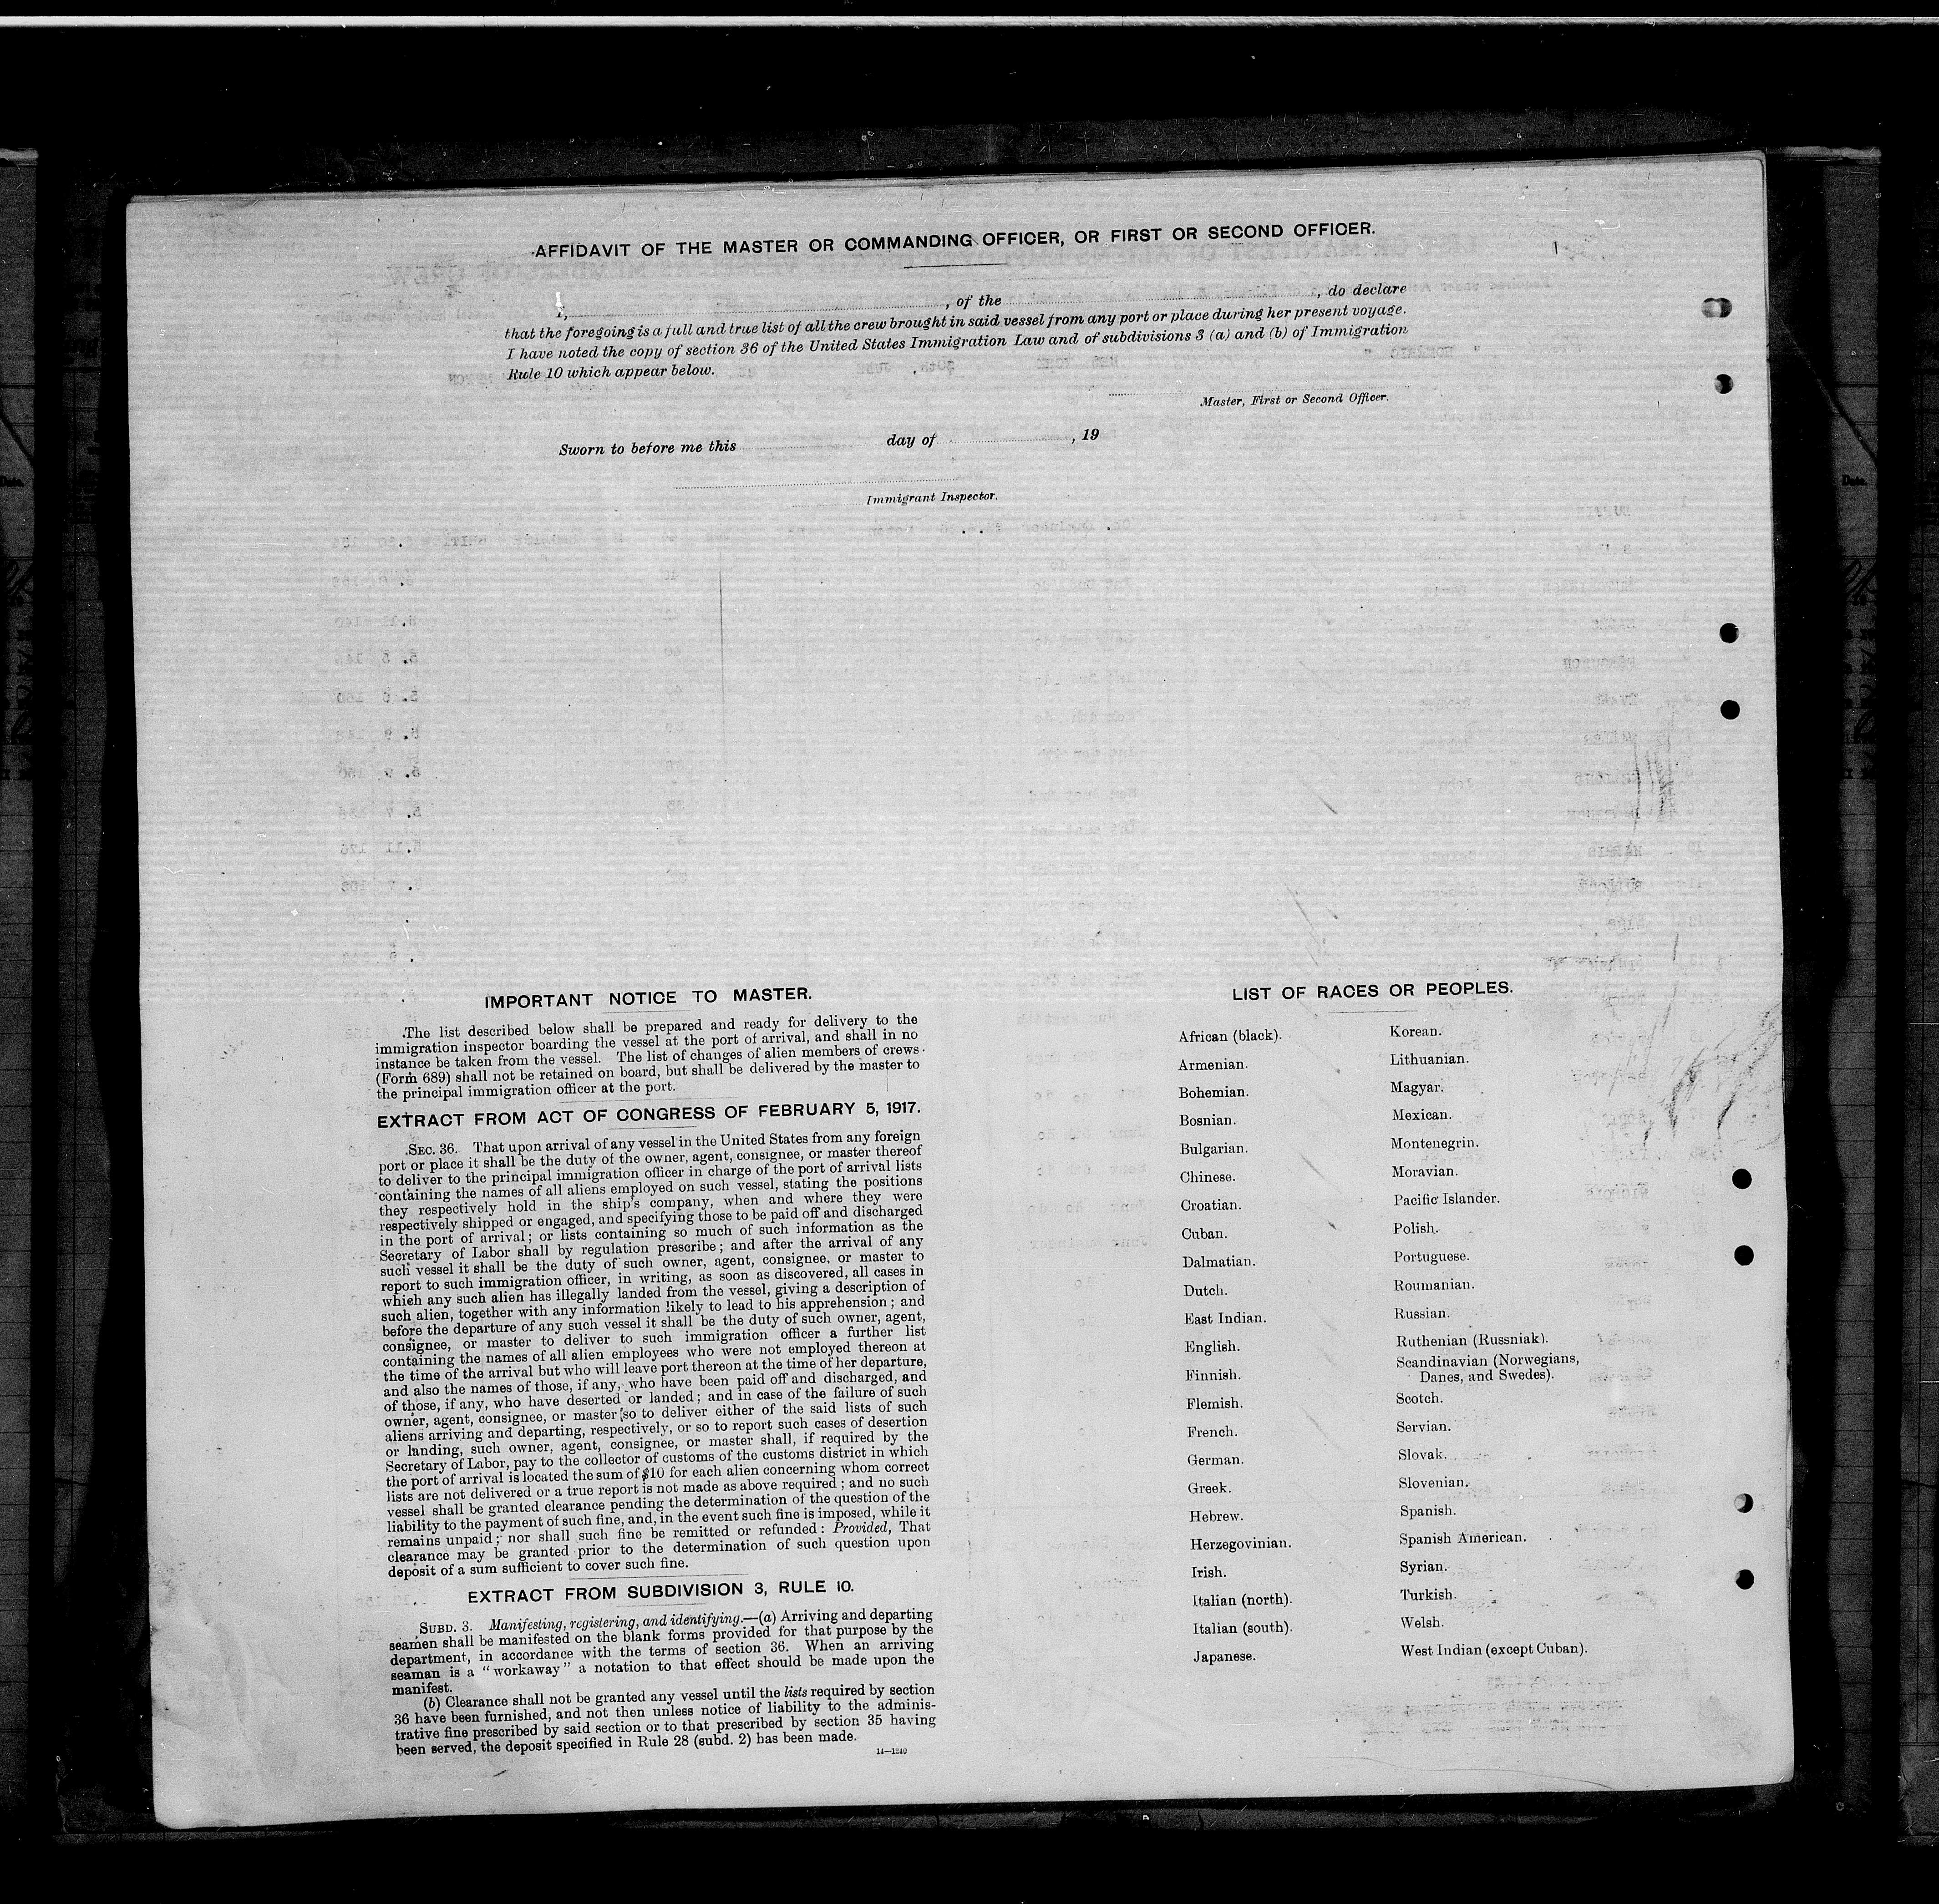 AFFIDAVIT OF THE MASTER OR COMMANDING OFFICER, OR FIRST OR SECOND OFFICER.
I, , of the , do declare
that the foregoing is a full and true list of all the crew brought in said vessel from any port or place during her present voyage.
I have noted the copy of section 36 of the United States Immigration Law and of subdivisions 3 (a) and (b) of Immigration
Rule 10 which appear below.
Master, First or Second Officer.
Sworn to before me this day of , 19
Immigrant Inspector.
IMPORTANT NOTICE TO MASTER.
The list described below shall be prepared and ready for delivery to the
immigration inspector boarding the vessel at the port of arrival, and shall in no
instance be taken from the vessel. The list of changes of alien members of crews
(Form 689) shall not be retained on board, but shall be delivered by the master to
the principal immigration officer at the port.
EXTRACT FROM ACT OF CONGRESS OF FEBRUARY 5, 1917.
SEC. 36. That upon arrival of any vessel in the United States from any foreign
port or place it shall be the duty of the owner, agent, consignee, or master thereof
to deliver to the principal immigration officer in charge of the port of arrival lists
containing the names of all aliens employed on such vessel, stating the positions
they respectively hold in the ship's company, when and where they were
respectively shipped or engaged, and specifying those to be paid off and discharged
in the port of arrival; or lists containing so much of such information as the
Secretary of Labor shall by regulation prescribe; and after the arrival of any
such vessel it shall be the duty of such owner, agent, consignee, or master to
report to such immigration officer, in writing, as soon as discovered, all cases in
which any such alien has illegally landed from the vessel, giving a description of
such alien, together with any information likely to lead to his apprehension; and
before the departure of any such vessel it shall be the duty of such owner, agent,
consignee, or master to deliver to such immigration officer a further list
containing the names of all alien employees who were not employed thereon at
the time of the arrival but who will leave port thereon at the time of her departure,
and also the names of those, if any, who have been paid off and discharged, and
of those, if any, who have deserted or landed; and in case of the failure of such
owner, agent, consignee, or master so to deliver either of the said lists of such
aliens arriving and departing, respectively, or so to report such cases of desertion
or landing, such owner, agent, consignee, or master shall, if required by the
Secretary of Labor, pay to the collector of customs of the customs district in which
the port of arrival is located the sum of $10 for each alien concerning whom correct
lists are not delivered or a true report is not made as above required; and no such
vessel shall be granted clearance pending the determination of the question of the
liability to the payment of such fine, and, in the event such fine is imposed, while it
remains unpaid; nor shall such fine be remitted or refunded: Provided, That
clearance may be granted prior to the determination of such question upon
deposit of a sum sufficient to cover such fine.
EXTRACT FROM SUBDIVISION 3, RULE 10.
SUBD. 3. Manifesting, registering, and identifying.—(a) Arriving and departing
seamen shall be manifested on the blank forms provided for that purpose by the
department, in accordance with the terms of section 36. When an arriving
seaman is a "workaway" a notation to that effect should be made upon the
manifest.
(b) Clearance shall not be granted any vessel until the lists required by section
36 have been furnished, and not then unless notice of liability to the adminis-
trative fine prescribed by said section or to that prescribed by section 35 having
been served, the deposit specified in Rule 28 (subd. 2) has been made.
14—1240
LIST OF RACES OR PEOPLES.
African (black).
Armenian.
Bohemian.
Bosnian.
Bulgarian.
Chinese.
Croatian.
Cuban.
Dalmatian.
Dutch.
East Indian.
English.
Finnish.
Flemish.
French.
German.
Greek.
Hebrew.
Herzegovinian.
Irish.
Italian (north).
Italian (south).
Japanese.
Korean.
Lithuanian.
Magyar.
Mexican.
Montenegrin.
Moravian.
Pacific Islander.
Polish.
Portuguese.
Roumanian.
Russian.
Ruthenian (Russniak).
Scandinavian (Norwegians,
Danes, and Swedes).
Scotch.
Servian.
Slovak.
Slovenian.
Spanish.
Spanish American.
Syrian.
Turkish.
Welsh.
West Indian (except Cuban).